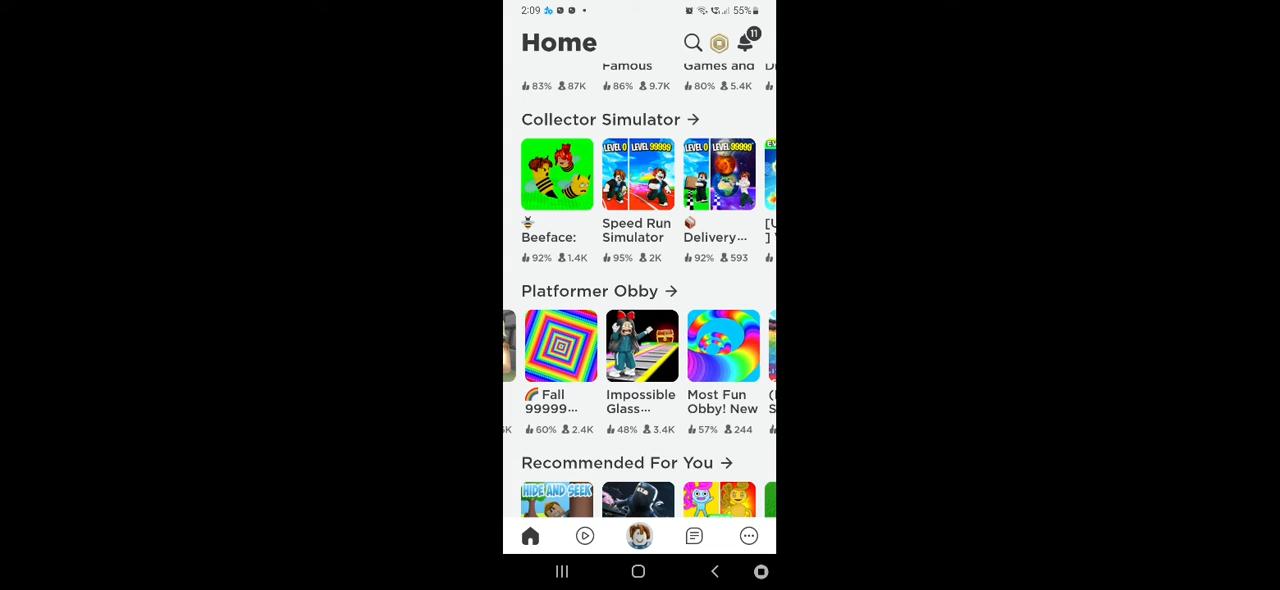 2:09
55%
Home
11
Famous
Games and
83% 87K
86% 9.7K
80% 5.4K
Collector Simulator →
LEVEL 0 LEVEL 99999
LEVEL 0 LEVEL 99999
Beeface:
Speed Run
Simulator
Delivery...
92% 1.4K
95% 2K
92% 593
Platformer Obby →
Fall
99999...
Impossible
Glass...
Most Fun
Obby! New
60% 2.4K
48% 3.4K
57% 244
Recommended For You →
HIDE AND SEEK